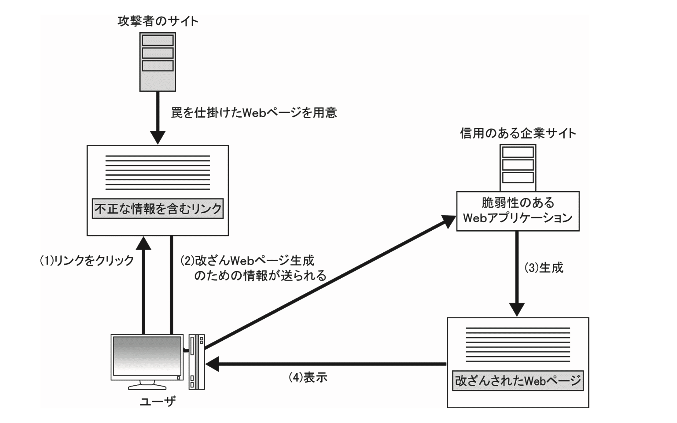 攻撃者のサイト
罠を仕掛けたWebページを用意
信用のある企業サイト
不正な情報を含むリンク
脆弱性のある
Webアプリケーション
(1)リンクをクリック
(2)改ざんWebページ生成
のための情報が送られる
(3)生成
(4)表示
改ざんされたWebページ
ユーザ